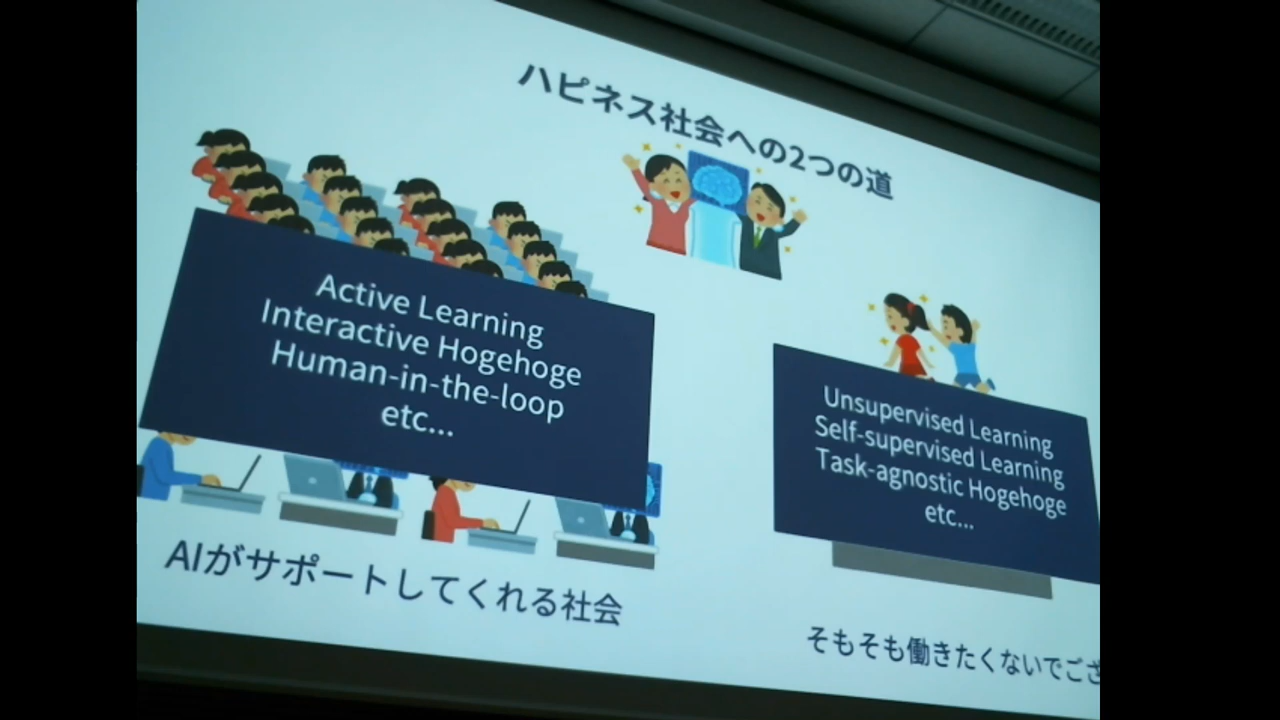 ハピネス社会への2つの道
Active Learning
Interactive Hogehoge
Human-in-the-loop
etc...
AIがサポートしてくれる社会
Unsupervised Learning
Self-supervised Learning
Task-agnostic Hogehoge
etc...
そもそも働きたくないでござ